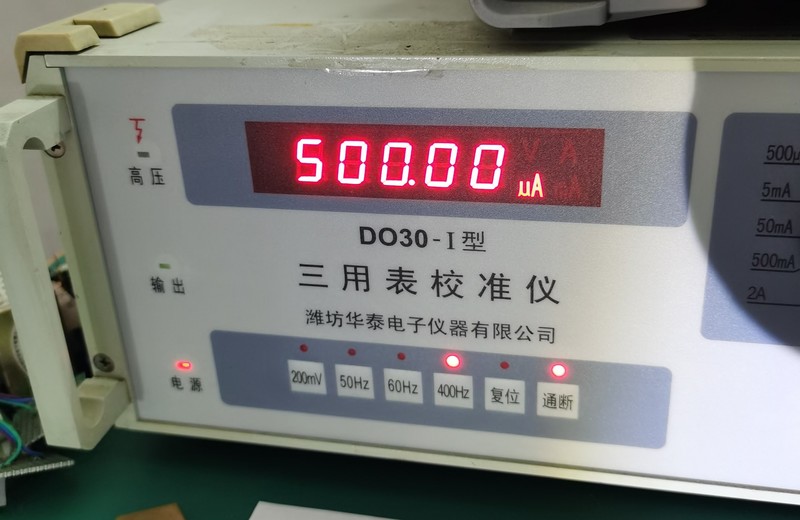 高压
500.00 μA
V A
mA
DO30-I型
三用表校准仪
潍坊华泰电子仪器有限公司
输出
电源
200mV 50Hz 60Hz 400Hz 复位 通断
500μ
5mA
50mA
500mA
2A